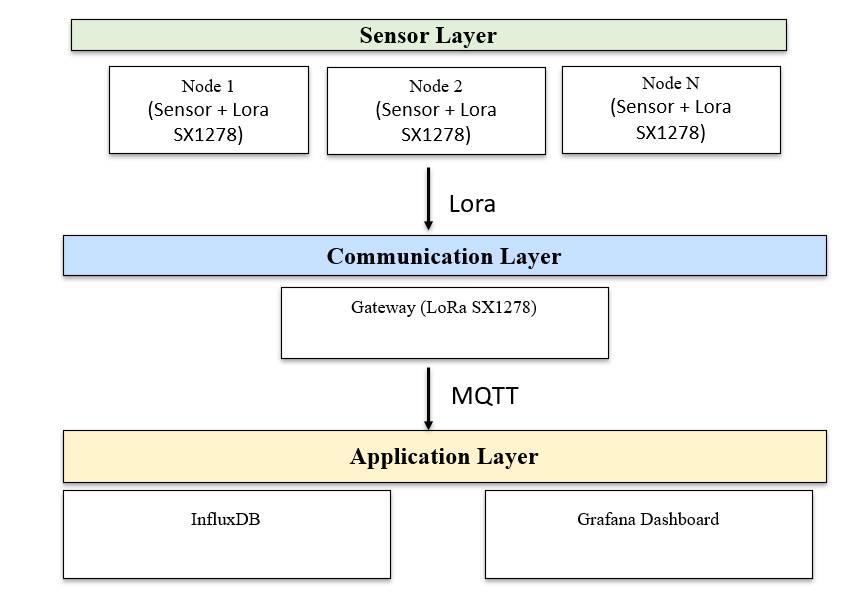 Sensor Layer
Node 1
(Sensor + Lora
SX1278)
Node 2
(Sensor + Lora
SX1278)
Node N
(Sensor + Lora
SX1278)
Lora
Communication Layer
Gateway (LoRa SX1278)
MQTT
Application Layer
InfluxDB
Grafana Dashboard